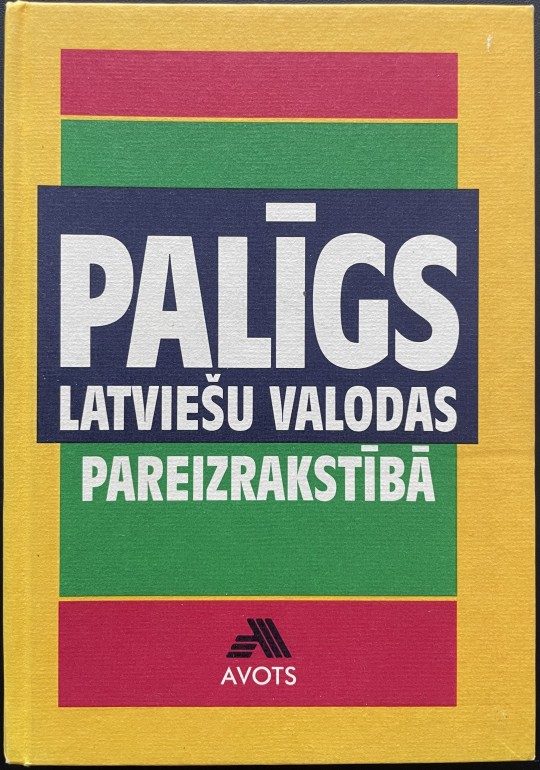 PALĪGS
LATVIEŠU VALODAS
PAREIZRAKSTĪBĀ
AVOTS